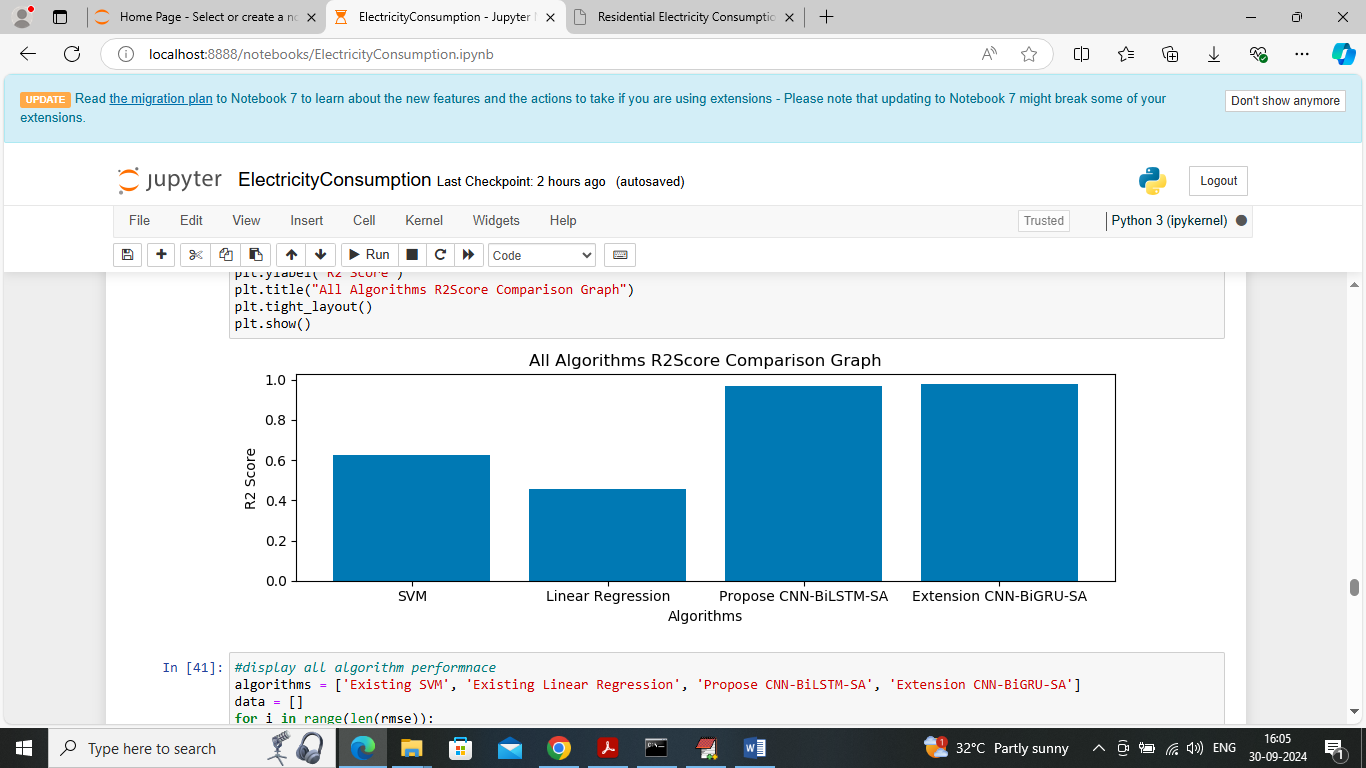 Home Page - Select or create a no
ElectricityConsumption - Jupyter
Residential Electricity Consumptio
localhost:8888/notebooks/ElectricityConsumption.ipynb
UPDATE Read the migration plan to Notebook 7 to learn about the new features and the actions to take if you are using extensions - Please note that updating to Notebook 7 might break some of your
extensions.
Don't show anymore
jupyter ElectricityConsumption Last Checkpoint: 2 hours ago (autosaved)
Logout
File Edit View Insert Cell Kernel Widgets Help
Trusted
Python 3 (ipykernel)
Run
Code
plt.ylabel('R2 Score')
plt.title("All Algorithms R2Score Comparison Graph")
plt.tight_layout()
plt.show()
All Algorithms R2Score Comparison Graph
1.0
0.8
0.6
0.4
0.2
0.0
R2 Score
SVM Linear Regression Propose CNN-BiLSTM-SA Extension CNN-BiGRU-SA
Algorithms
In [41]: #display all algorithm performnace
algorithms = ['Existing SVM', 'Existing Linear Regression', 'Propose CNN-BiLSTM-SA', 'Extension CNN-BiGRU-SA']
data = []
for i in range(len(rmse)):
Type here to search
1
32°C Partly sunny
ENG
16:05
30-09-2024
1